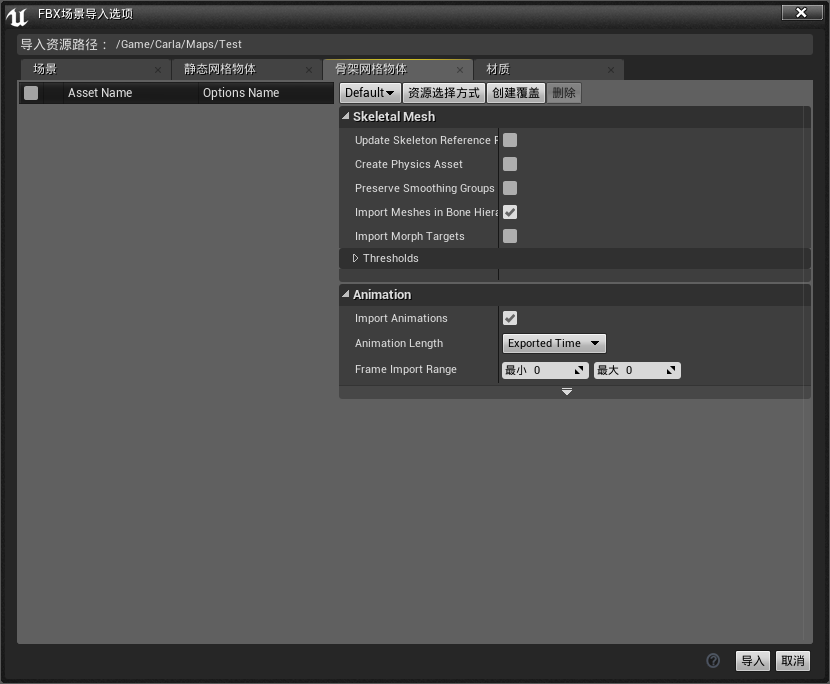 FBX场景导入选项
导入资源路径： /Game/Carla/Maps/Test
场景 静态网格物体 骨架网格物体 材质
Asset Name Options Name Default 资源选择方式 创建覆盖 删除
Skeletal Mesh
Update Skeleton Reference P
Create Physics Asset
Preserve Smoothing Groups
Import Meshes in Bone Hiera
Import Morph Targets
Thresholds
Animation
Import Animations
Animation Length Exported Time
Frame Import Range 最小 0 最大 0
导入 取消